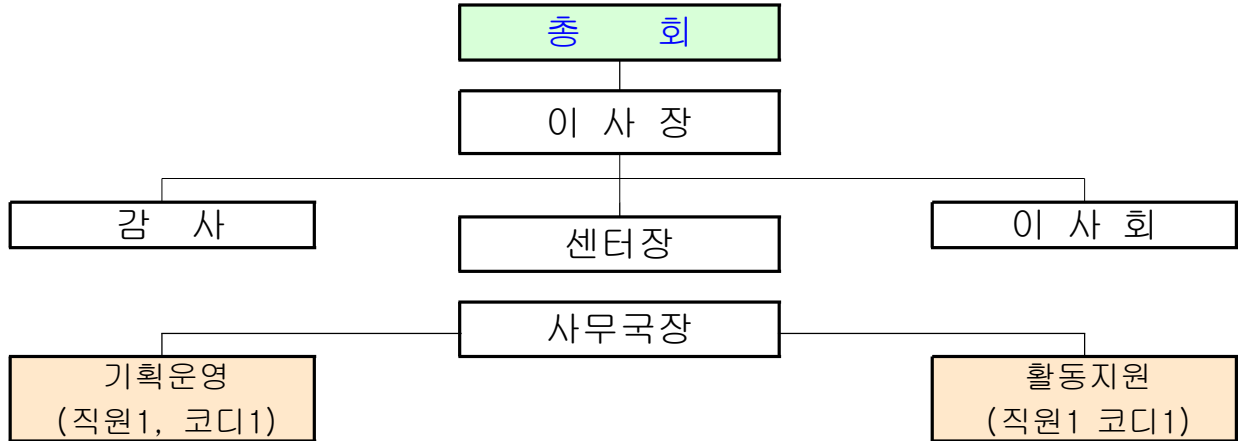 총 회
이 사 장
감 사
센터장
이 사 회
사무국장
기획운영
(직원1, 코디1)
활동지원
(직원1 코디1)